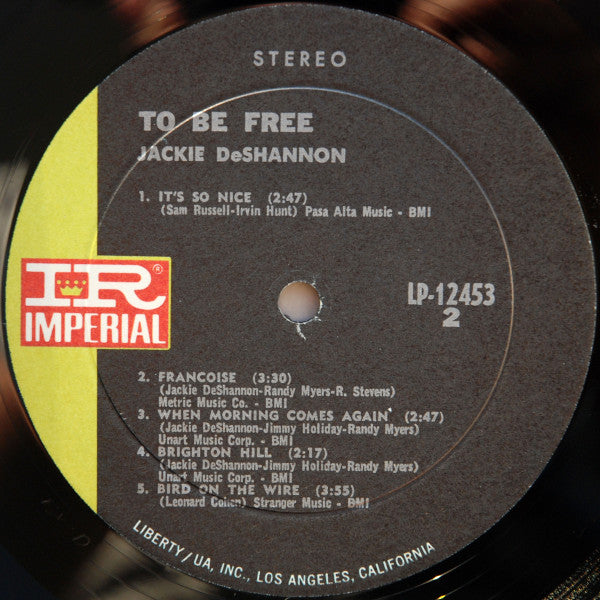 STEREO
TO BE FREE
JACKIE DeSHANNON
1. IT'S SO NICE (2:47)
(Sam Russell-Irvin Hunt) Pasa Alta Music - BMI
IR®
IMPERIAL
LP-12453
2
2. FRANCOISE (3:30)
(Jackie DeShannon-Randy Myers-R. Stevens)
Metric Music Co. - BMI
3. WHEN MORNING COMES AGAIN (2:47)
(Jackie DeShannon-Jimmy Holiday-Randy Myers)
Unart Music Corp. - BMI
4. BRIGHTON HILL (2:17)
(Jackie DeShannon-Jimmy Holiday-Randy Myers)
Unart Music Corp. - BMI
5. BIRD ON THE WIRE (3:55)
(Leonard Cohen) Stranger Music - BMI
LIBERTY/UA, INC., LOS ANGELES, CALIFORNIA